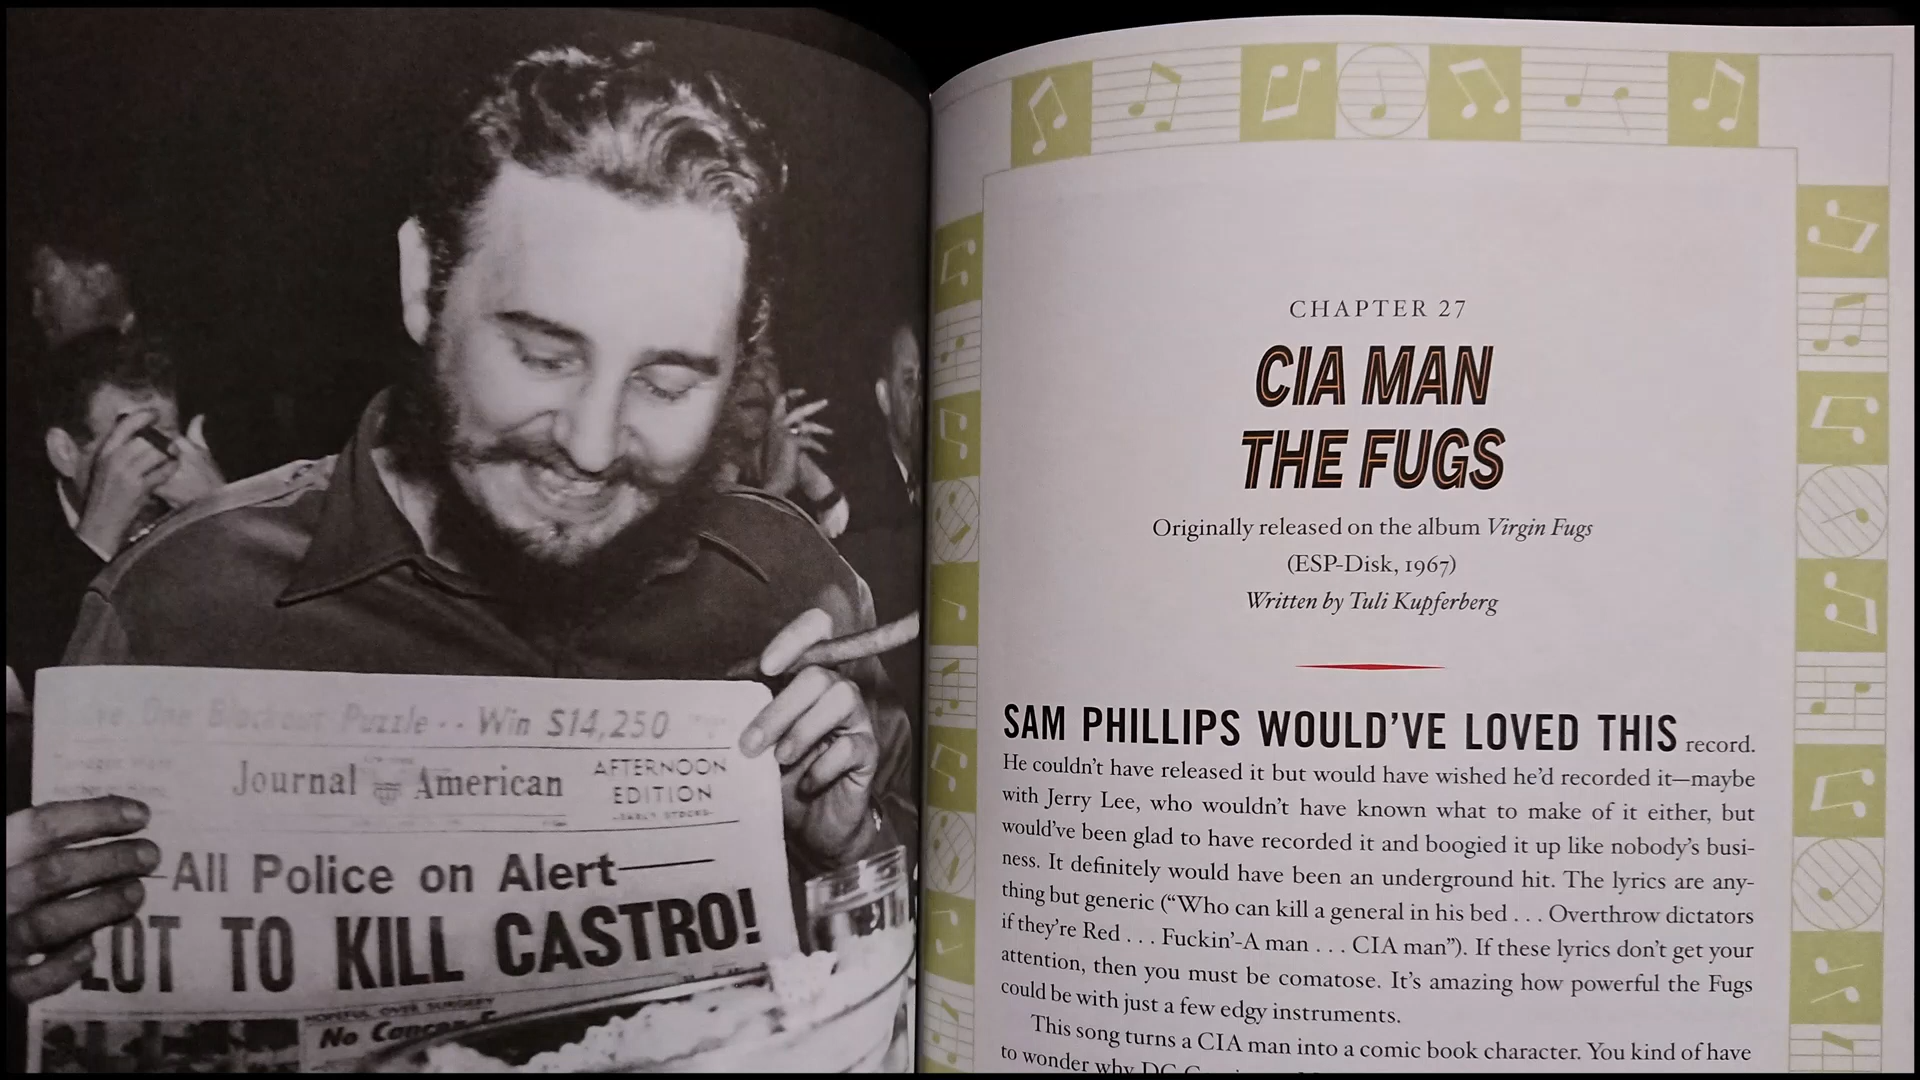 Puzzle -- Win $14,250
Journal American
AFTERNOON
EDITION
All Police on Alert
LOT TO KILL CASTRO!
HOPEFUL OVER SURGERY
No
CHAPTER 27
CIA MAN
THE FUGS
Originally released on the album Virgin Fugs
(ESP-Disk, 1967)
Written by Tuli Kupferberg
SAM PHILLIPS WOULD'VE LOVED THIS record.
He couldn't have released it but would have wished he'd recorded it—maybe
with Jerry Lee, who wouldn't have known what to make of it either, but
would've been glad to have recorded it and boogied it up like nobody's busi-
ness. It definitely would have been an underground hit. The lyrics are any-
thing but generic ("Who can kill a general in his bed . . . Overthrow dictators
if they're Red . . . Fuckin'-A man . . . CIA man"). If these lyrics don't get your
attention, then you must be comatose. It's amazing how powerful the Fugs
could be with just a few edgy instruments.
This song turns a CIA man into a comic book character. You kind of have
to wonder why DC